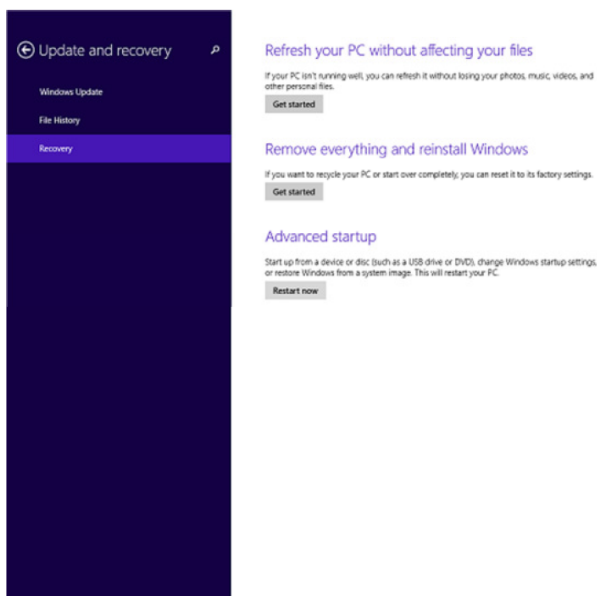 Update and recovery
Windows Update
File History
Recovery
Refresh your PC without affecting your files
If your PC isn't running well, you can refresh it without losing your photos, music, videos, and
other personal files.
Get started
Remove everything and reinstall Windows
If you want to recycle your PC or start over completely, you can reset it to its factory settings.
Get started
Advanced startup
Start up from a device or disc (such as a USB drive or DVD), change Windows startup settings,
or restore Windows from a system image. This will restart your PC.
Restart now